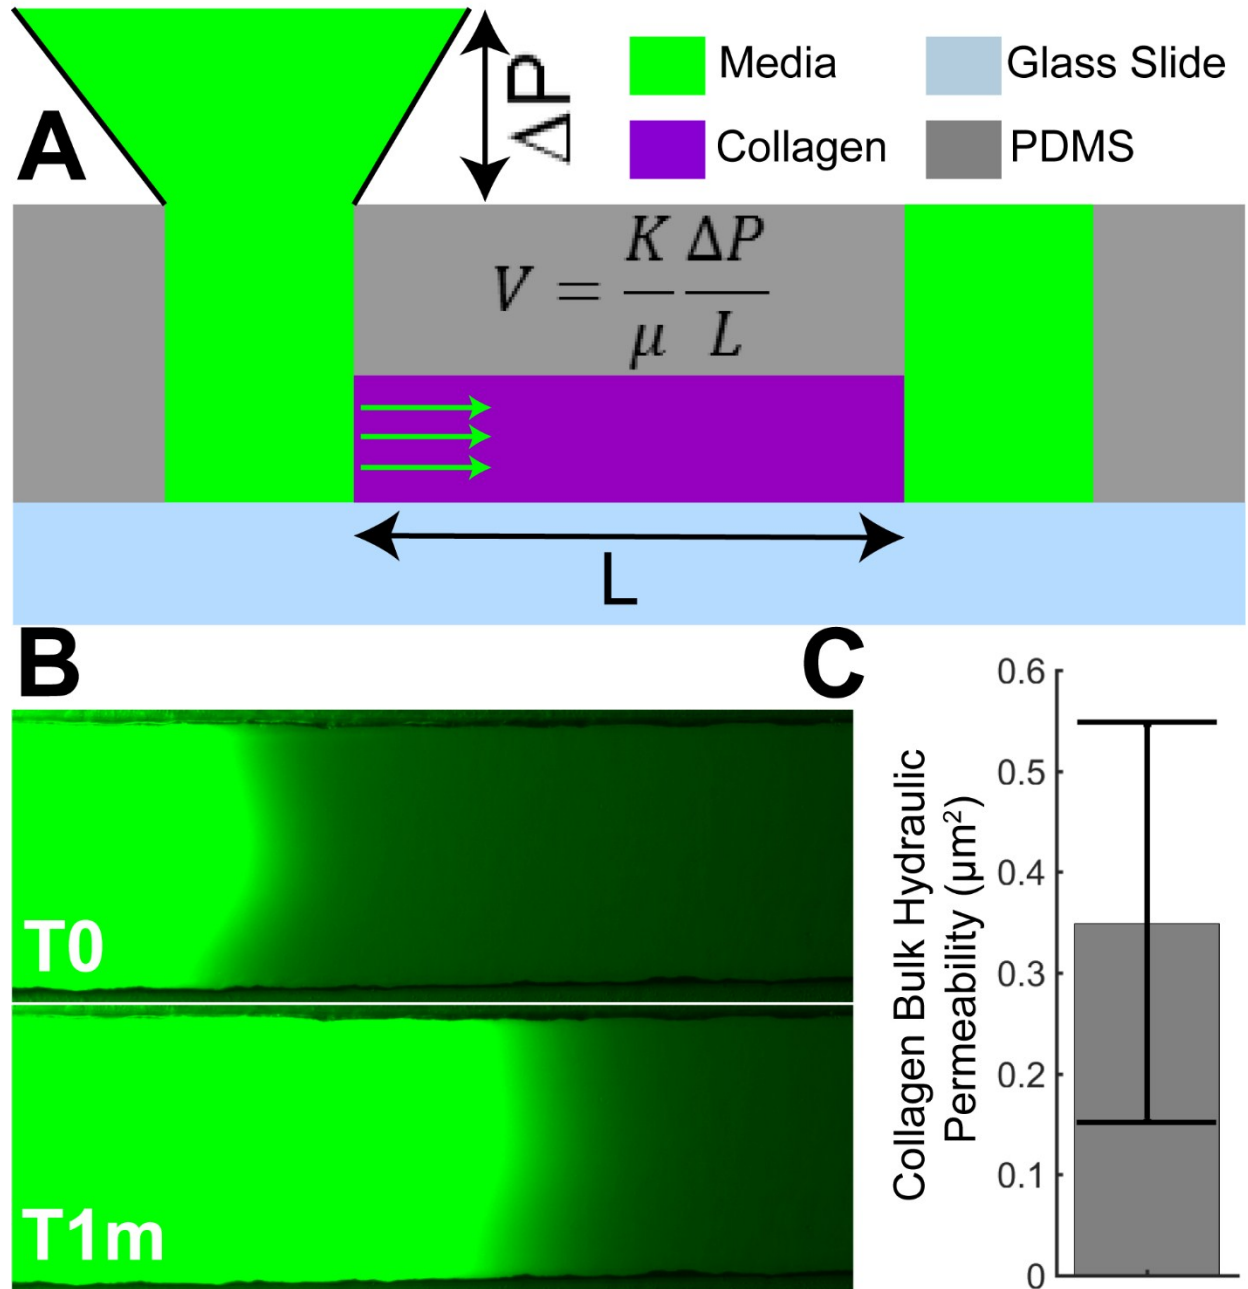 A
ΔP
Media
Glass Slide
Collagen
PDMS
V = K/μ ΔP/L
L
B
T0
T1m
C
Collagen Bulk Hydraulic
Permeability (μm²)
0.6
0.5
0.4
0.3
0.2
0.1
0